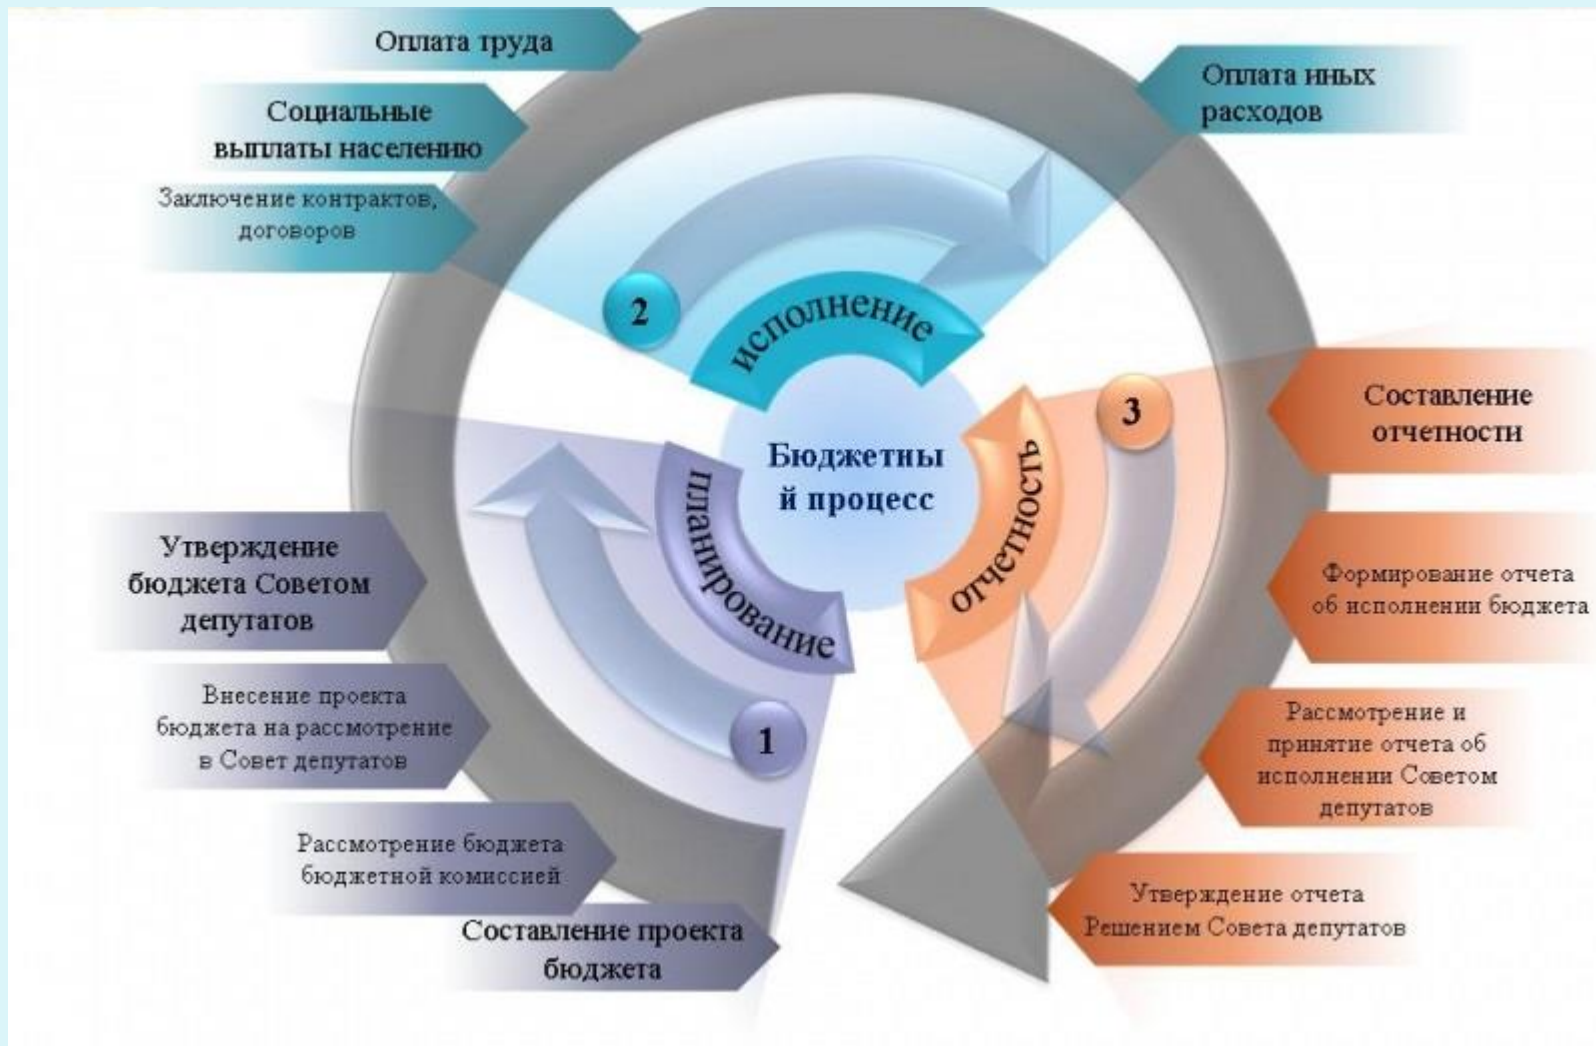 Оплата труда
Социальные
выплаты населению
Заключение контрактов,
договоров
Оплата иных
расходов
2
исполнение
3
Бюджетны
й процесс
отчетность
планирование
1
Составление
отчетности
Формирование отчета
об исполнении бюджета
Рассмотрение и
принятие отчета об
исполнении Советом
депутатов
Утверждение отчета
Решением Совета депутатов
Утверждение
бюджета Советом
депутатов
Внесение проекта
бюджета на рассмотрение
в Совет депутатов
Рассмотрение бюджета
бюджетной комиссией
Составление проекта
бюджета